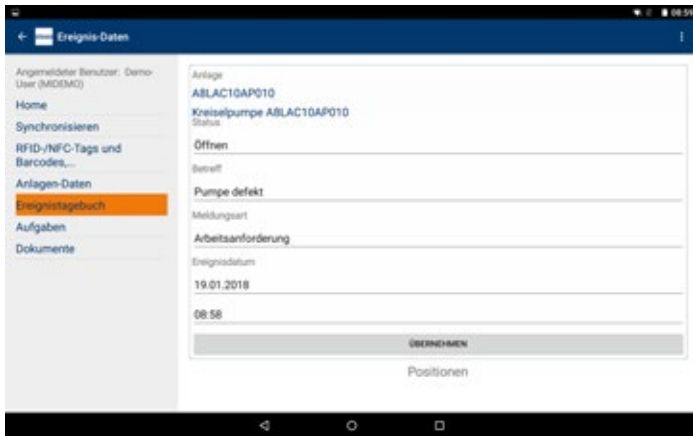 08:59
Ereignis-Daten
Angemeldeter Benutzer: Demo-
User (MIDEMO)
Home
Synchronisieren
RFID-/NFC-Tags und
Barcodes,...
Anlagen-Daten
Ereignistagebuch
Aufgaben
Dokumente
Anlage
A8LAC10AP010
Kreiselpumpe A8LAC10AP010
Status
Öffnen
Betreff
Pumpe defekt
Meldungsart
Arbeitsanforderung
Ereignisdatum
19.01.2018
08:58
ÜBERNEHMEN
Positionen